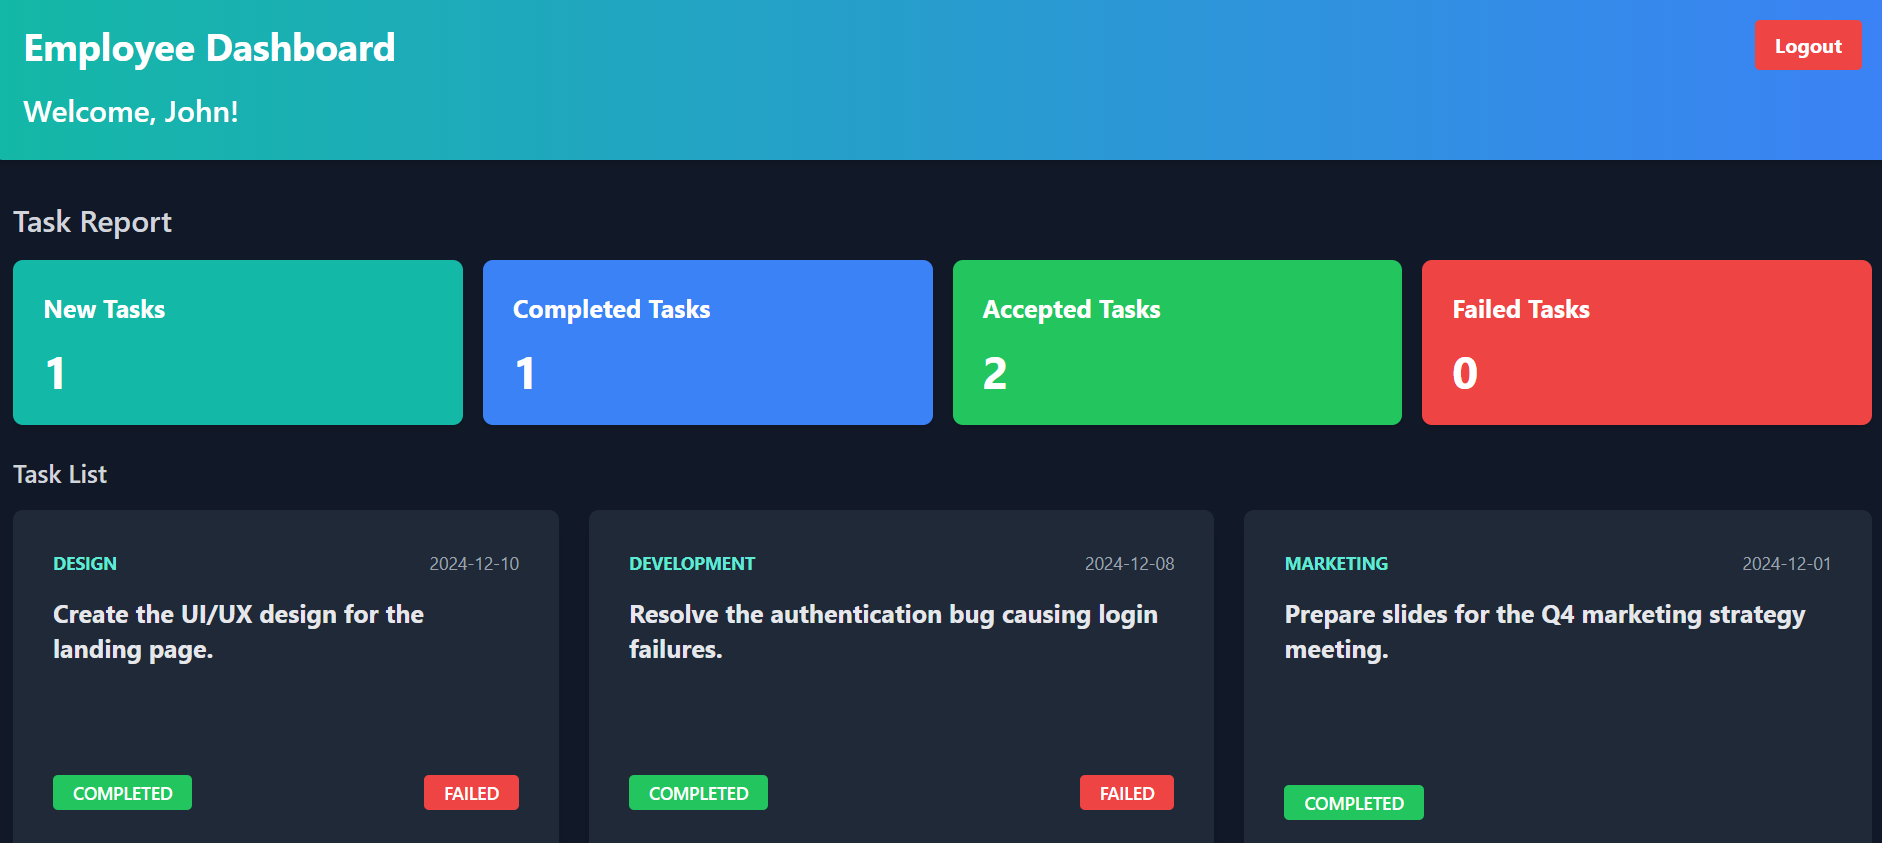 Employee Dashboard
Logout
Welcome, John!
Task Report
New Tasks
1
Completed Tasks
1
Accepted Tasks
2
Failed Tasks
0
Task List
DESIGN
2024-12-10
Create the UI/UX design for the
landing page.
COMPLETED
FAILED
DEVELOPMENT
2024-12-08
Resolve the authentication bug causing login
failures.
COMPLETED
FAILED
MARKETING
2024-12-01
Prepare slides for the Q4 marketing strategy
meeting.
COMPLETED